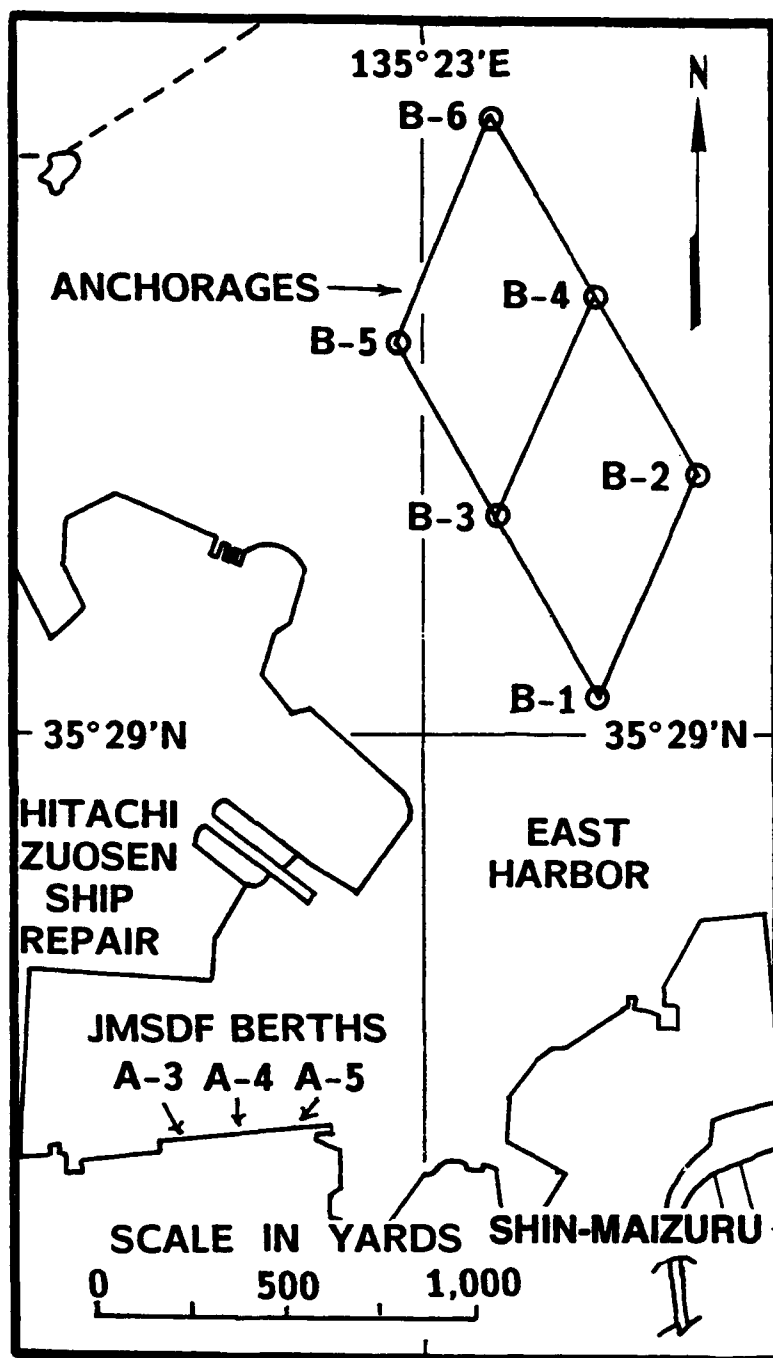 135°23'E
N
B-6
ANCHORAGES
B-4
B-5
B-2
B-3
B-1
35°29'N
35°29'N
HITACHI
ZUOSEN
SHIP
REPAIR
EAST
HARBOR
JMSDF BERTHS
A-3 A-4 A-5
SCALE IN YARDS
SHIN-MAIZURU
0 500 1,000